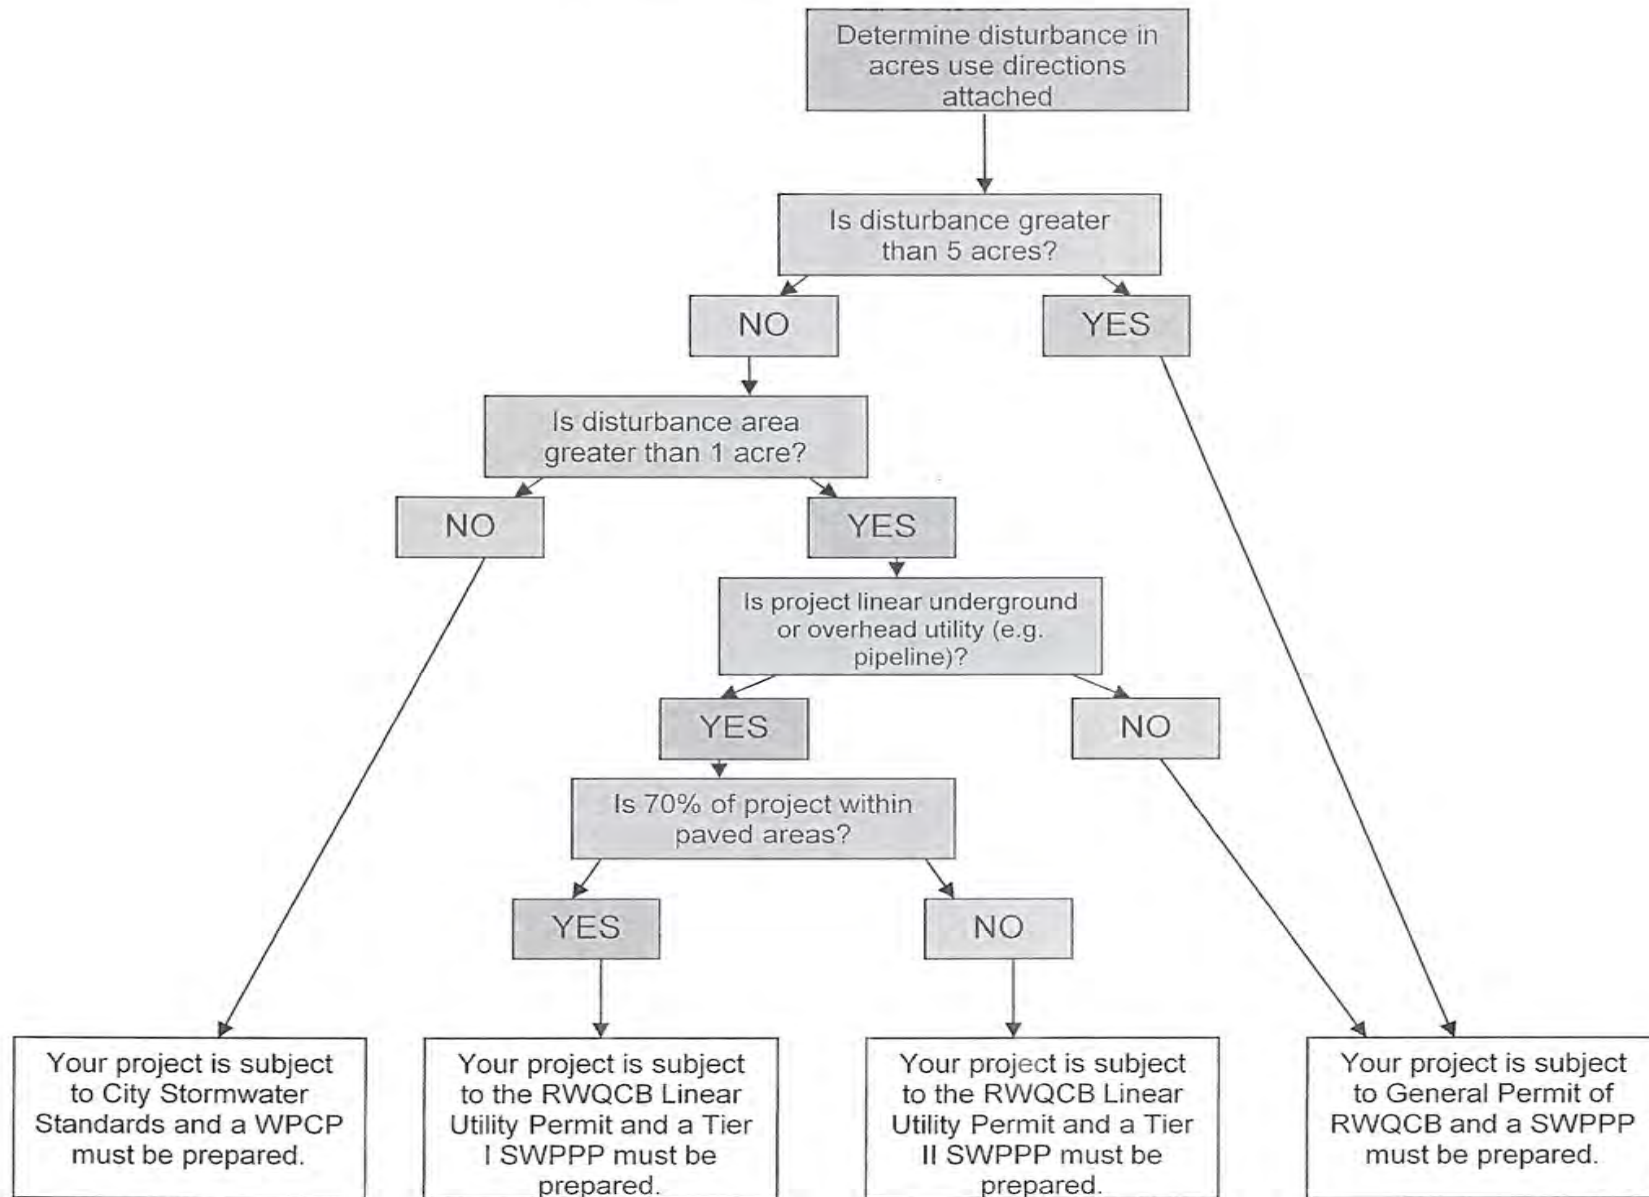 Determine disturbance in
acres use directions
attached
Is disturbance greater
than 5 acres?
NO
YES
Is disturbance area
greater than 1 acre?
NO
YES
Is project linear underground
or overhead utility (e.g.
pipeline)?
YES
NO
Is 70% of project within
paved areas?
YES
NO
Your project is subject
to City Stormwater
Standards and a WPCP
must be prepared.
Your project is subject
to the RWQCB Linear
Utility Permit and a Tier
I SWPPP must be
prepared.
Your project is subject
to the RWQCB Linear
Utility Permit and a Tier
II SWPPP must be
prepared.
Your project is subject
to General Permit of
RWQCB and a SWPPP
must be prepared.